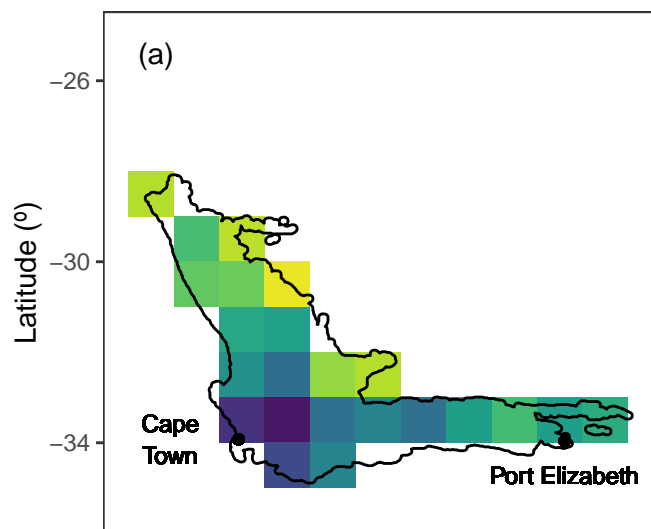 (a)
−26
−30
−34
Latitude (º)
Cape
Town
Port Elizabeth